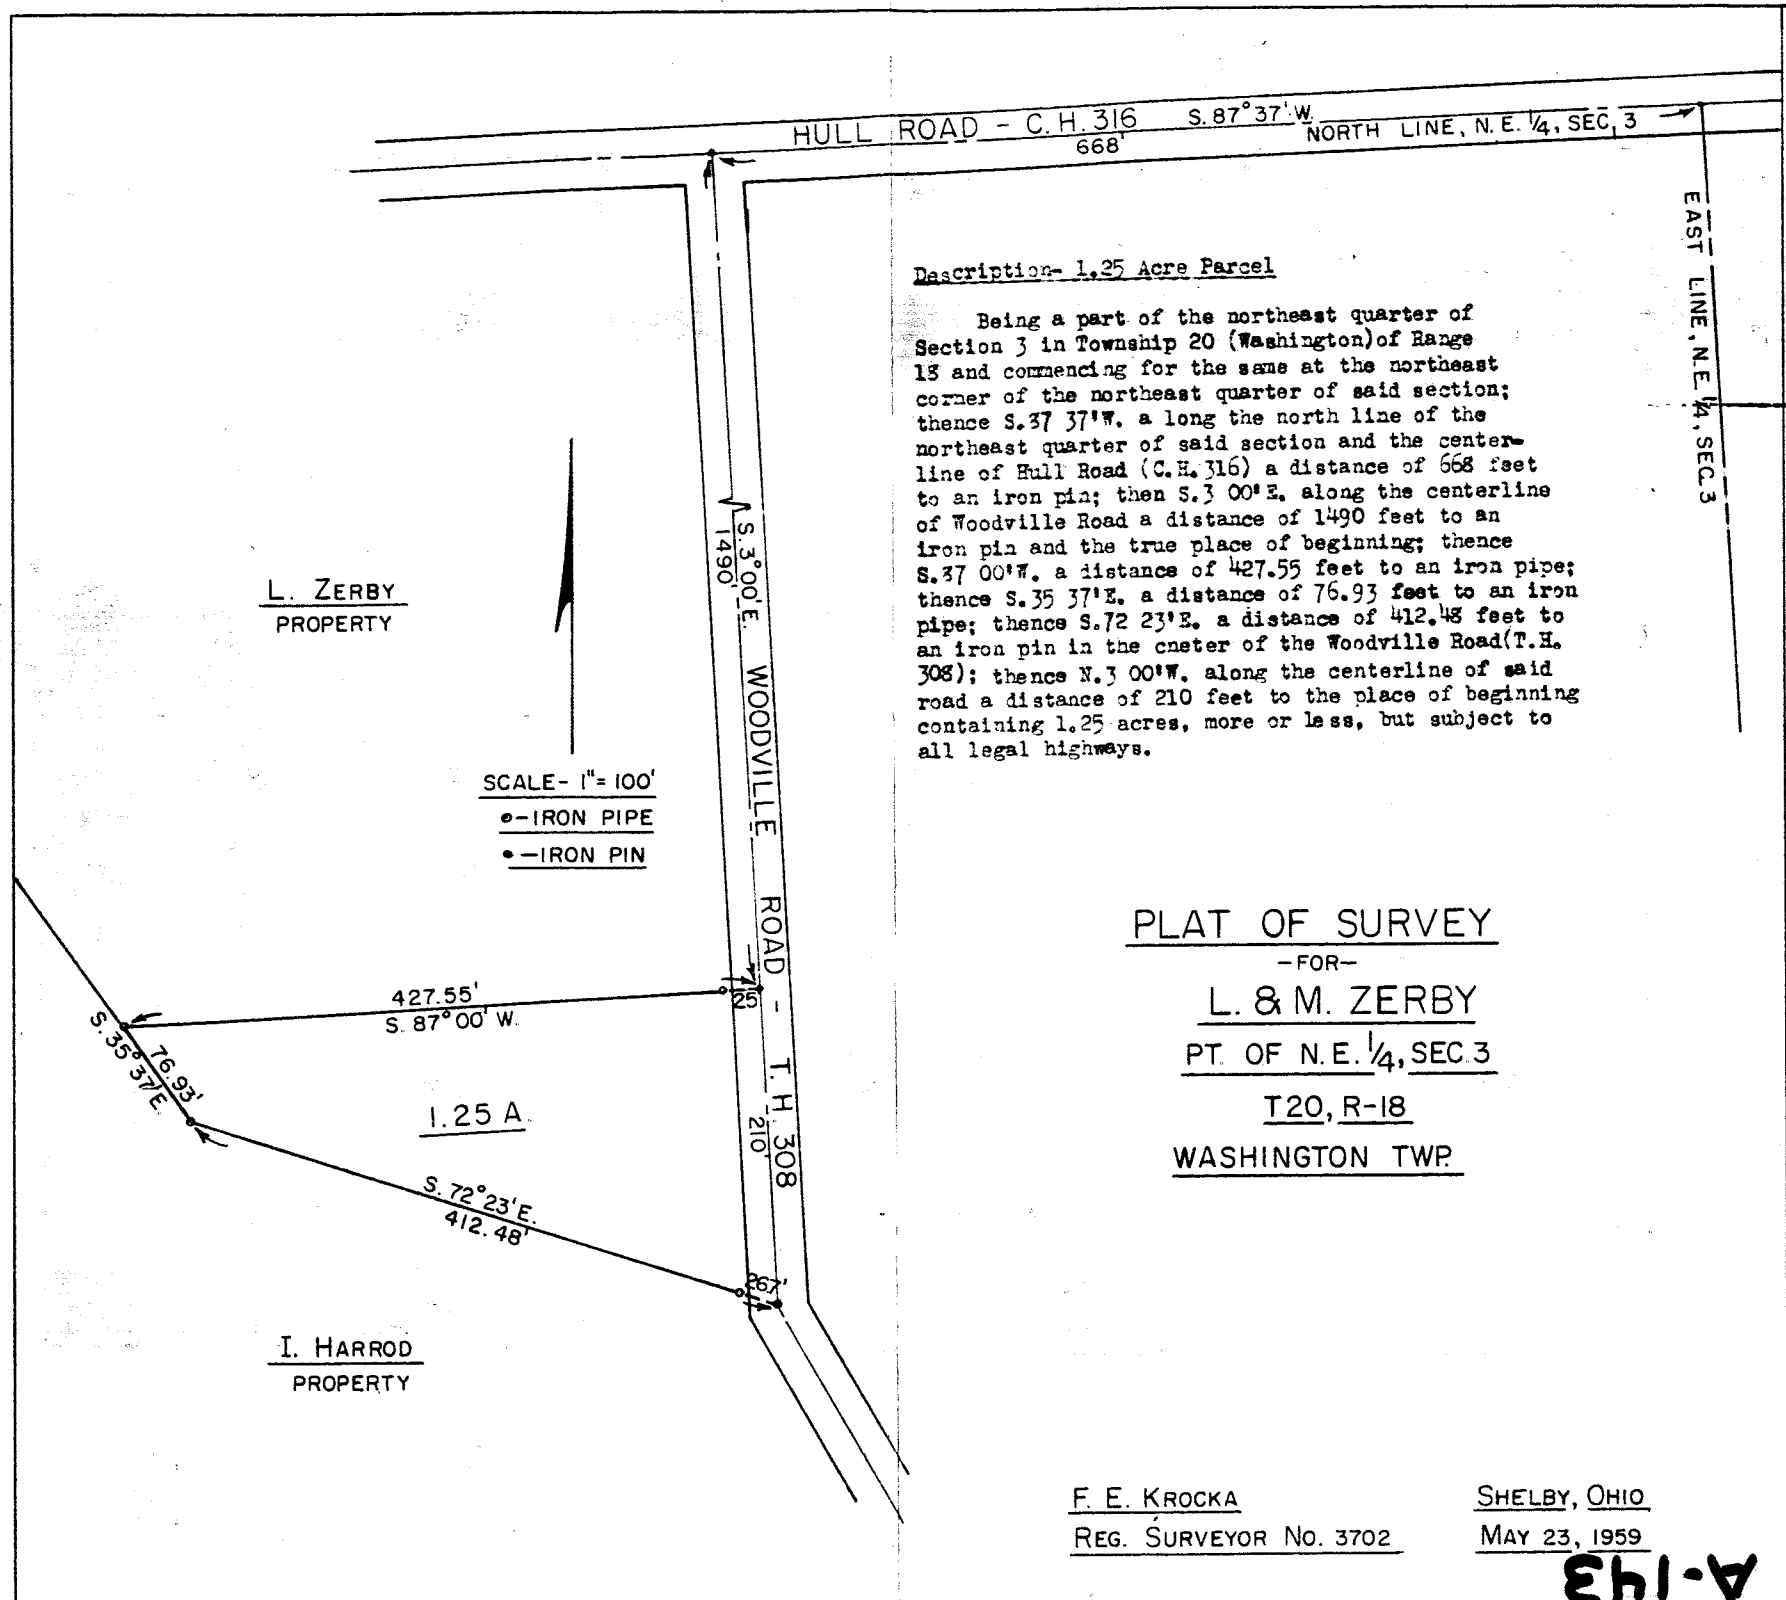 HULL ROAD - C.H. 316 S. 87° 37' W.
668'
NORTH LINE, N.E. 1/4, SEC. 3
EAST LINE, N.E. 1/4, SEC. 3
Description- 1.25 Acre Parcel
Being a part of the northeast quarter of
Section 3 in Township 20 (Washington)of Range
18 and commencing for the same at the northeast
corner of the northeast quarter of said section;
thence S.87 37'W. a long the north line of the
northeast quarter of said section and the center-
line of Hull Road (C.H. 316) a distance of 668 feet
to an iron pin; then S.3 00'E. along the centerline
of Woodville Road a distance of 1490 feet to an
iron pin and the true place of beginning; thence
S.87 00'W. a distance of 427.55 feet to an iron pipe;
thence S.35 37'E. a distance of 76.93 feet to an iron
pipe; thence S.72 23'E. a distance of 412.48 feet to
an iron pin in the cneter of the Woodville Road(T.H.
308); thence N.3 00'W. along the centerline of said
road a distance of 210 feet to the place of beginning
containing 1.25 acres, more or less, but subject to
all legal highways.
S. 3° 00' E.
1490'
WOODVILLE ROAD - T.H. 308
L. ZERBY
PROPERTY
SCALE- 1"= 100'
-IRON PIPE
-IRON PIN
427.55'
S. 87° 00' W.
25
S. 35° 37' E.
76.93'
1.25 A.
210'
S. 72° 23' E.
412.48'
26.7'
I. HARROD
PROPERTY
PLAT OF SURVEY
-FOR-
L. & M. ZERBY
PT. OF N.E. 1/4, SEC. 3
T20, R-18
WASHINGTON TWP.
F. E. KROCKA
REG. SURVEYOR NO. 3702
SHELBY, OHIO
MAY 23, 1959
A-143